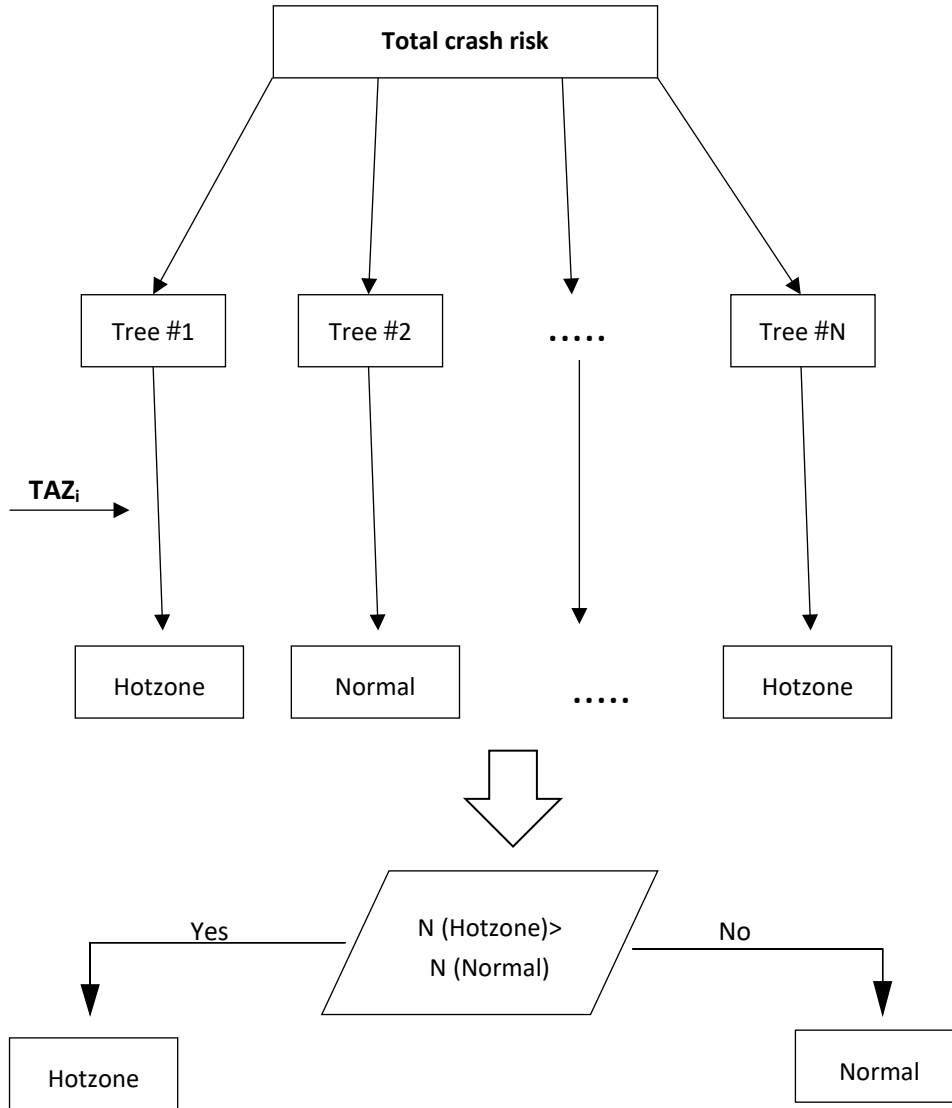 Total crash risk
Tree #1
Tree #2
.....
Tree #N
TAZi
Hotzone
Normal
.....
Hotzone
N (Hotzone)>
N (Normal)
Yes
No
Hotzone
Normal